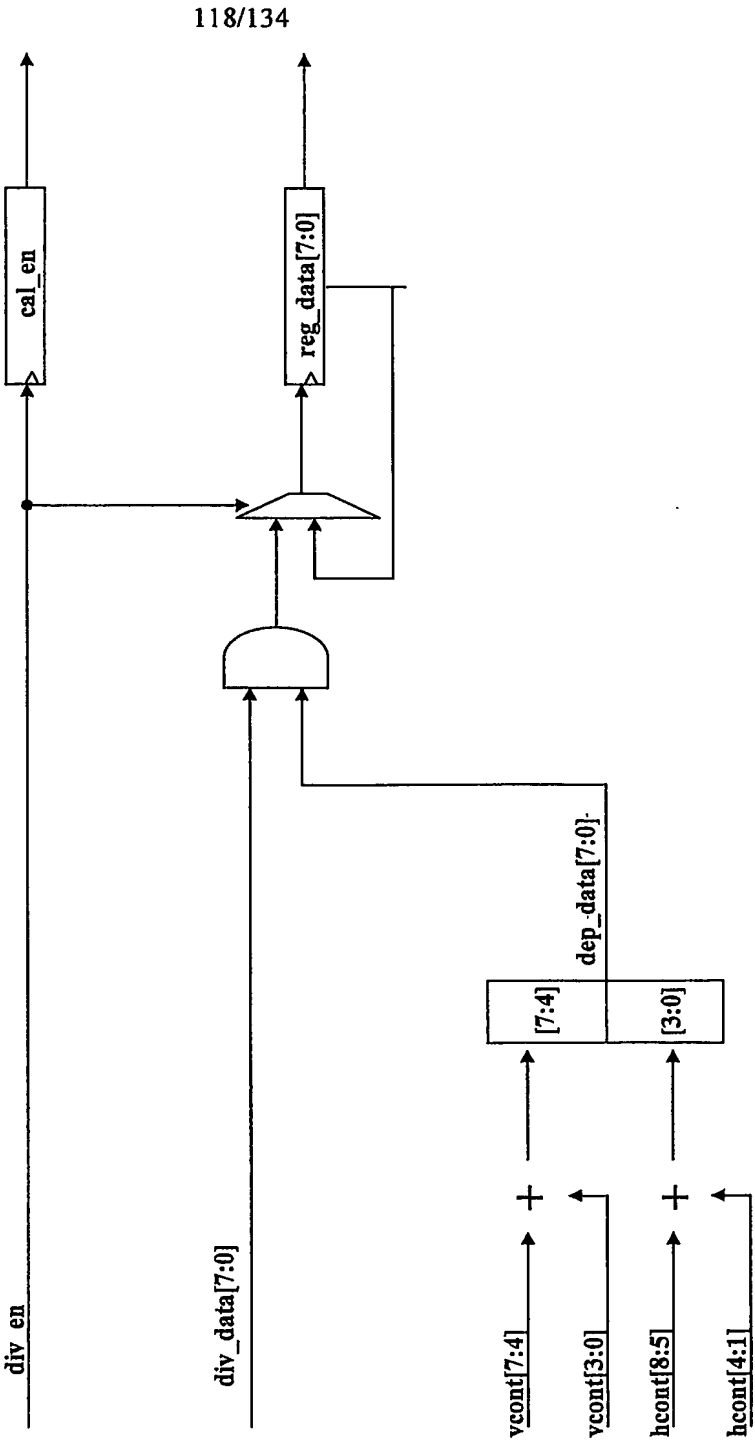 118/134
cal_en
reg_data[7:0]
dep_data[7:0]
[7:4]
[3:0]
div_en
div_data[7:0]
vcont[7:4]
vcont[3:0]
hcont[8:5]
hcont[4:1]